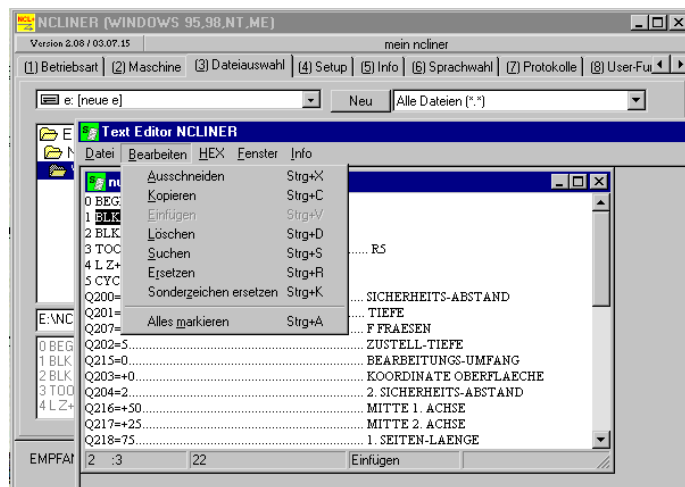 NCLINER (WINDOWS 95,98,NT,ME)
Version 2.08 / 03.07.15 mein ncliner
(1) Betriebsart (2) Maschine (3) Dateiauswahl (4) Setup (5) Info (6) Sprachwahl (7) Protokolle (8) User-Fu
e: [neue e] Neu Alle Dateien (*.*)
E
N
Text Editor NCLINER
Datei Bearbeiten HEX Fenster Info
Ausschneiden Strg+X
Kopieren Strg+C
Einfügen Strg+V
Löschen Strg+D
Suchen Strg+S
Ersetzen Strg+R
Sonderzeichen ersetzen Strg+K
Alles markieren Strg+A
nu
0 BEG
1 BLK
2 BLK
3 TOO ..... R5
4 L Z+
5 CYC
Q200= .... SICHERHEITS-ABSTAND
Q201= .... TIEFE
Q207= .... F FRAESEN
Q202=5.................... ZUSTELL-TIEFE
Q215=0.................... BEARBEITUNGS-UMFANG
Q203=+0.................... KOORDINATE OBERFLAECHE
Q204=2.................... 2. SICHERHEITS-ABSTAND
Q216=+50.................... MITTE 1. ACHSE
Q217=+25.................... MITTE 2. ACHSE
Q218=75.................... 1. SEITEN-LAENGE
2 :3 22 Einfügen
E:\NC
0 BEG
1 BLK
2 BLK
3 TOO
4 L Z+
EMPFA